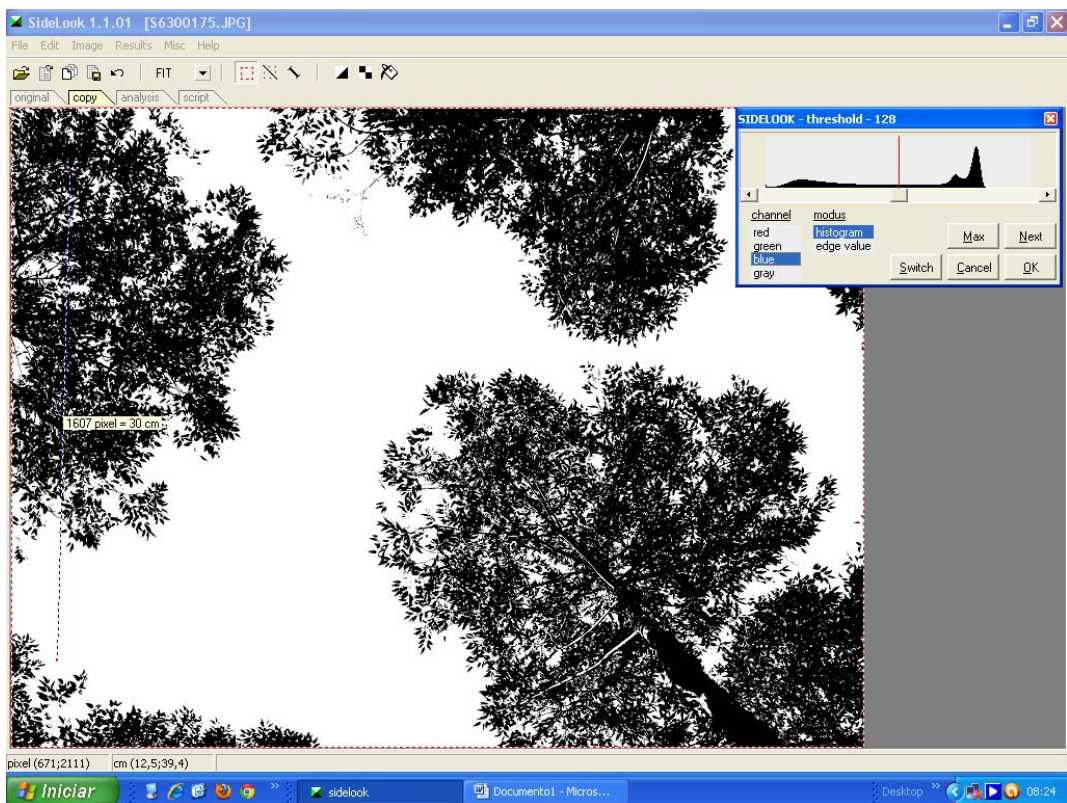 SideLook 1.1.01 [S6300175.JPG]
File Edit Image Results Misc Help
FIT
original copy analysis script
SIDELOOK - threshold - 128
channel modus
red histogram
green edge value
blue
gray
Max Next
Switch Cancel OK
1607 pixel = 30 cm
pixel (671;2111) cm (12,5;39,4)
Iniciar sidelook Documento1 - Micros... Desktop 08:24